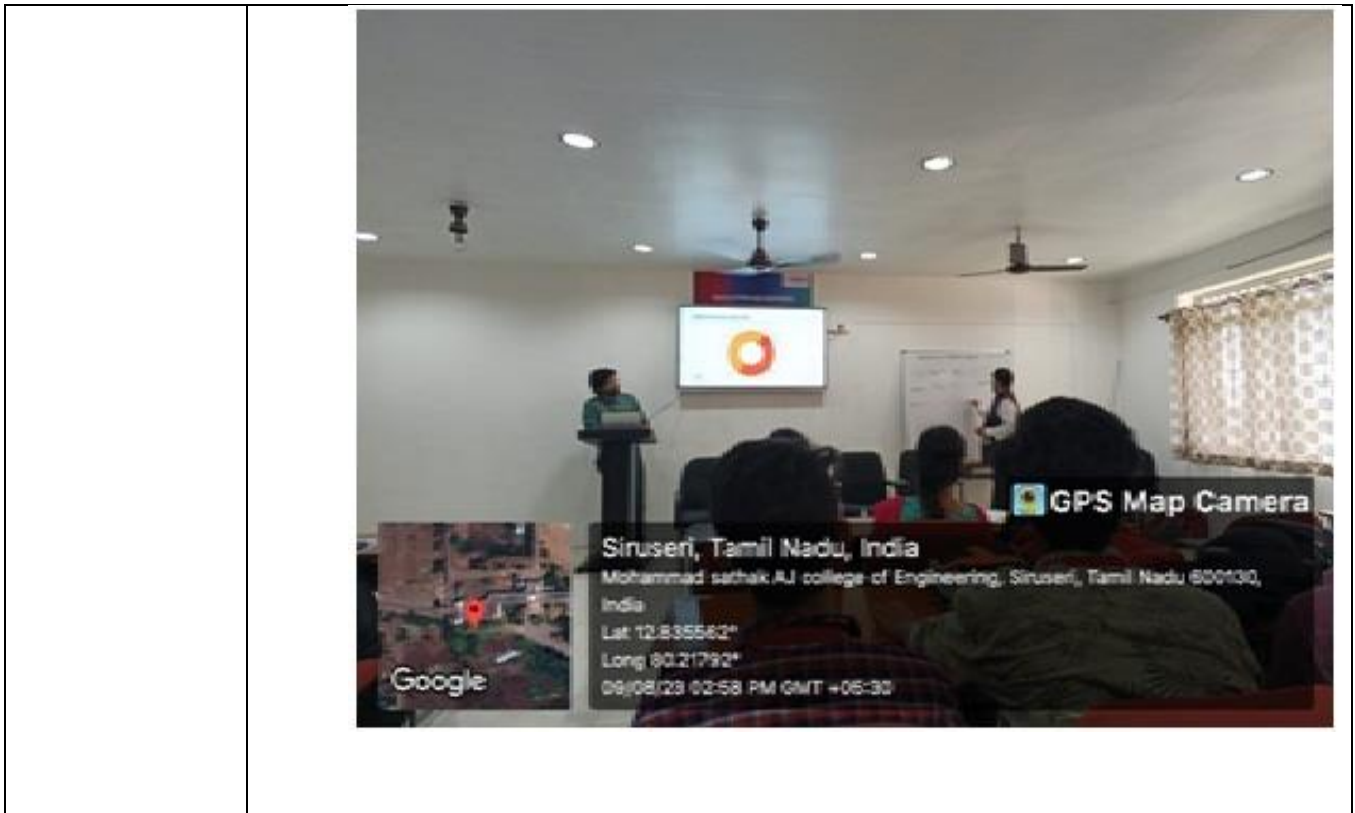 GPS Map Camera
Siruseri, Tamil Nadu, India
Mohammad sathak AJ college of Engineering, Siruseri, Tamil Nadu 600130,
India
Lat 12.835562°
Long 80.21792°
09/08/23 02:58 PM GMT +05:30
Google